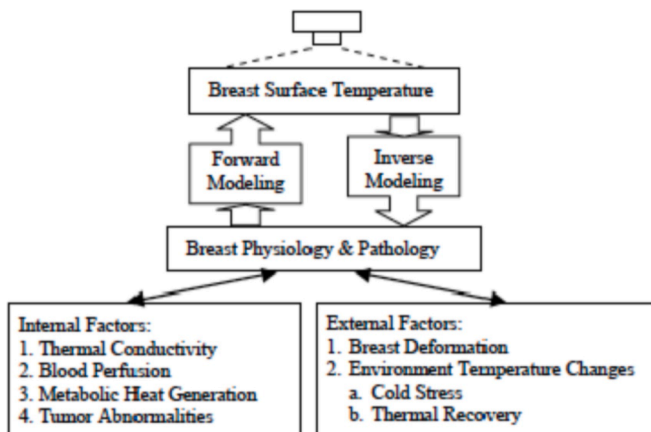 Breast Surface Temperature
Forward
Modeling
Inverse
Modeling
Breast Physiology & Pathology
Internal Factors:
1. Thermal Conductivity
2. Blood Perfusion
3. Metabolic Heat Generation
4. Tumor Abnormalities
External Factors:
1. Breast Deformation
2. Environment Temperature Changes
a. Cold Stress
b. Thermal Recovery